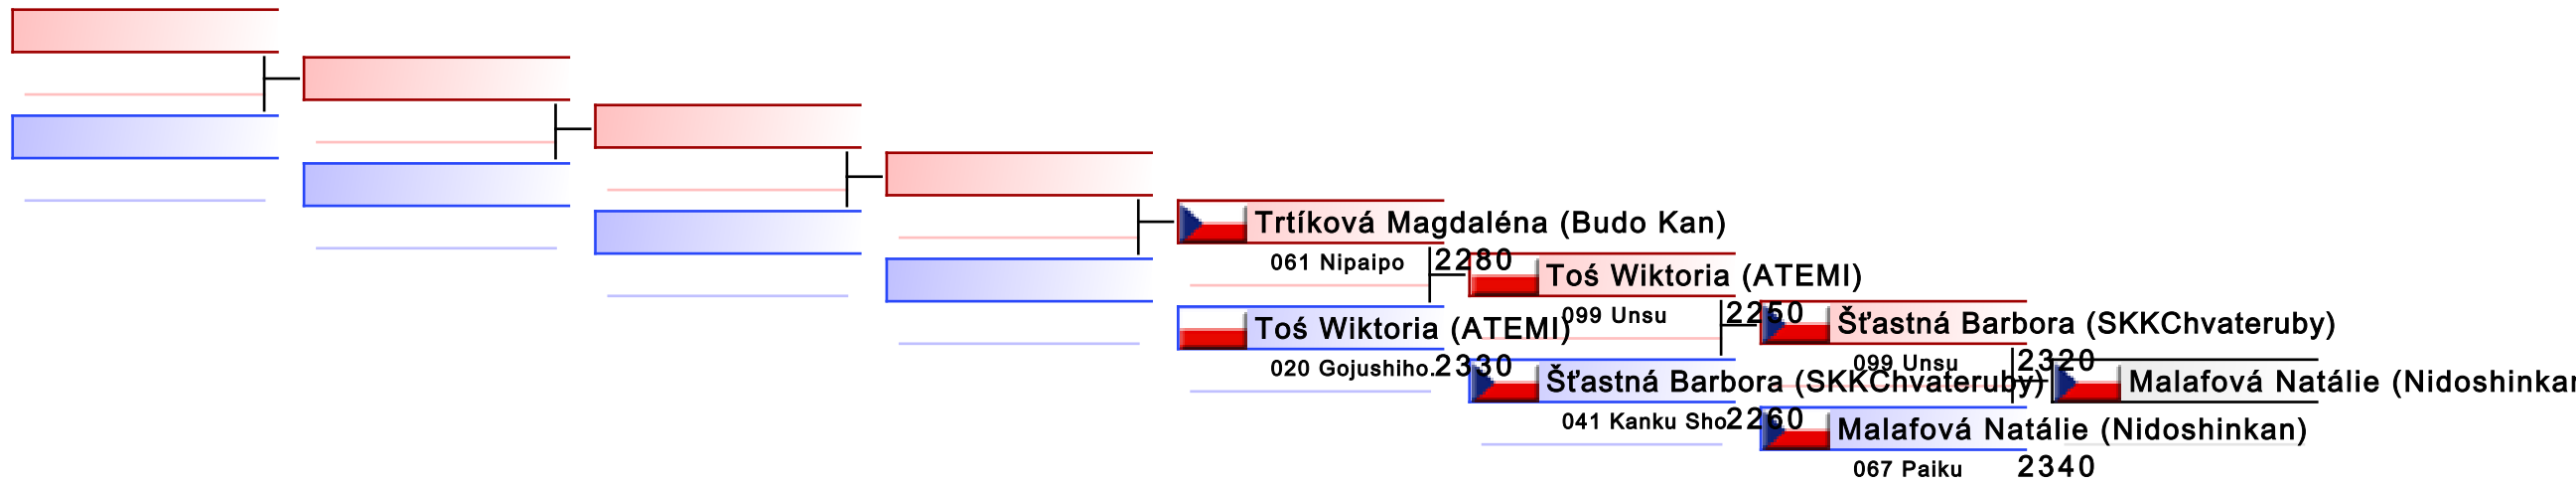 Trtíková Magdaléna (Budo Kan)
061 Nipaipo 2280
Toś Wiktoria (ATEMI)
020 Gojushiho. 2330
Toś Wiktoria (ATEMI)
099 Unsu 2250
Šťastná Barbora (SKKChvateruby)
041 Kanku Sho 2260
Šťastná Barbora (SKKChvateruby)
099 Unsu 2320
Malafová Natálie (Nidoshinkan)
067 Paiku 2340
Malafová Natálie (Nidoshinkan